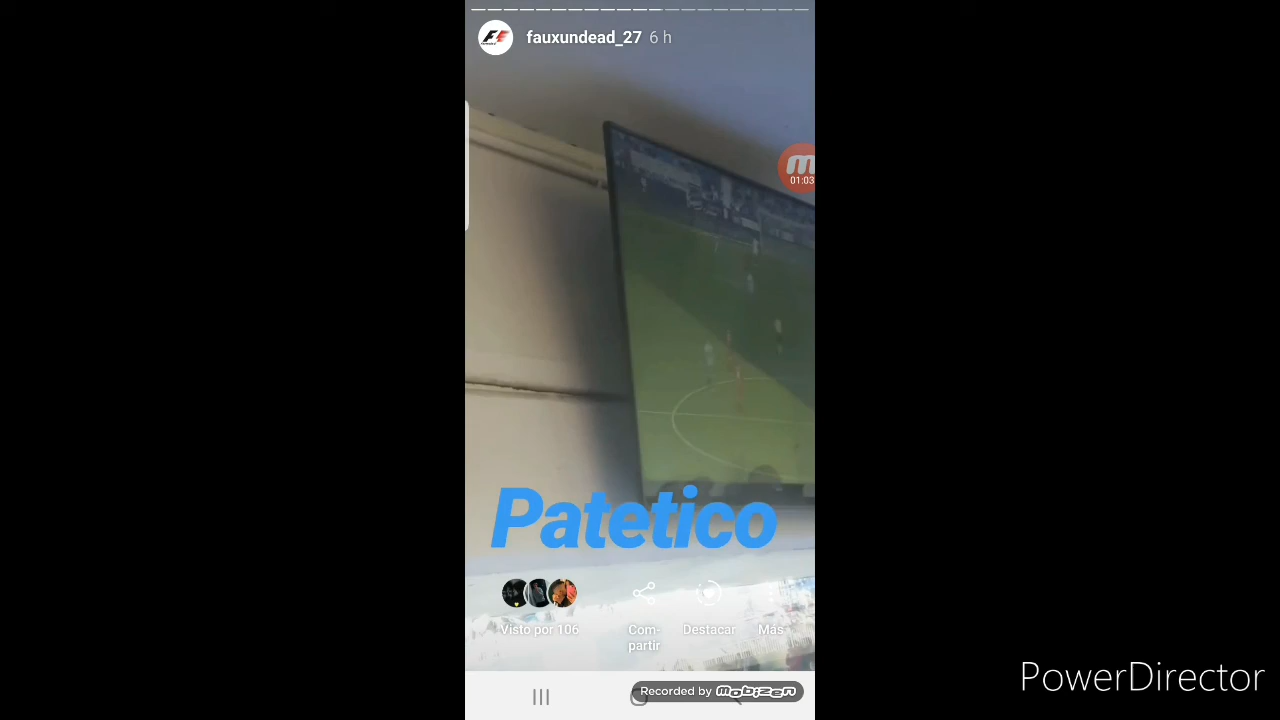 fauxundead_27 6 h
01:03
Patetico
Visto por 106
Com-
partir
Destacar
Más
Recorded by mobizen
PowerDirector